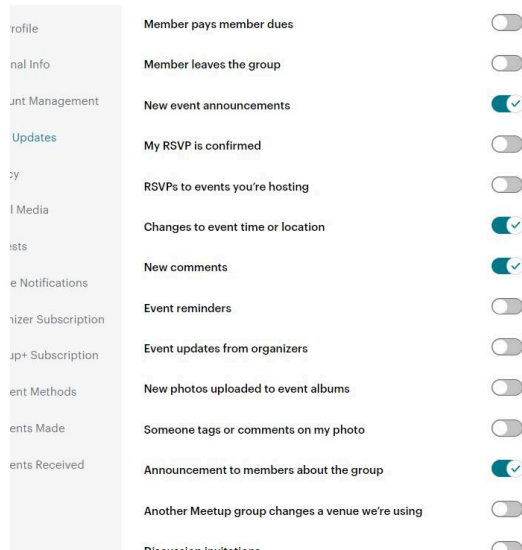 rofile
nal Info
unt Management
Updates
cy
l Media
ests
e Notifications
nizer Subscription
up+ Subscription
ent Methods
ents Made
ents Received
Member pays member dues
Member leaves the group
New event announcements
My RSVP is confirmed
RSVPs to events you're hosting
Changes to event time or location
New comments
Event reminders
Event updates from organizers
New photos uploaded to event albums
Someone tags or comments on my photo
Announcement to members about the group
Another Meetup group changes a venue we're using
Discussion invitations